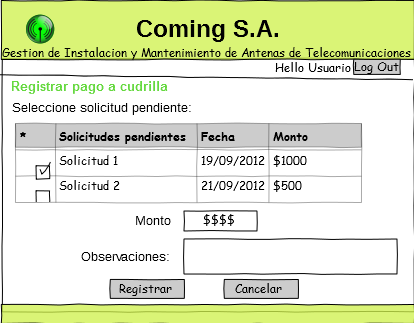 Coming S.A.
Gestion de Instalacion y Mantenimiento de Antenas de Telecomunicaciones
Hello Usuario Log Out
Registrar pago a cudrilla
Seleccione solicitud pendiente:
* Solicitudes pendientes Fecha Monto
Solicitud 1 19/09/2012 $1000
Solicitud 2 21/09/2012 $500
Monto $$$$
Observaciones:
Registrar Cancelar